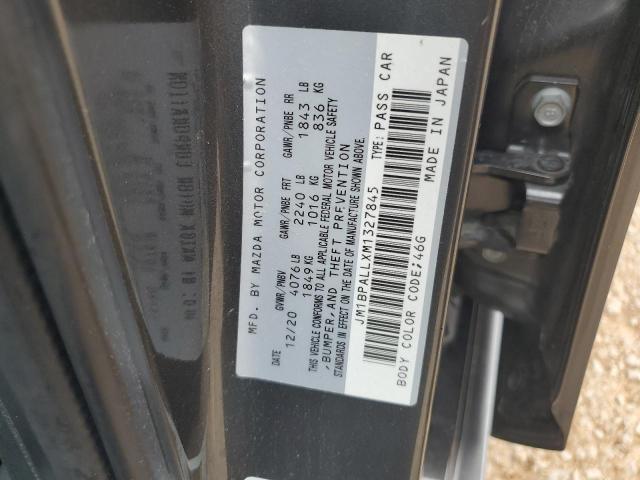 MFD. BY MAZDA MOTOR CORPORATION
DATE GVWR/PNBV GAWR/PNBE FRT GAWR/PNBE RR
12/20 4076 LB 2240 LB 1843 LB
1849 KG 1016 KG 836 KG
THIS VEHICLE CONFORMS TO ALL APPLICABLE FEDERAL MOTOR VEHICLE SAFETY
,BUMPER,AND THEFT PREVENTION
STANDARDS IN EFFECT ON THE DATE OF MANUFACTURE SHOWN ABOVE.
JM1BPALLXM1327845 TYPE: PASS CAR
BODY COLOR CODE;46G MADE IN JAPAN